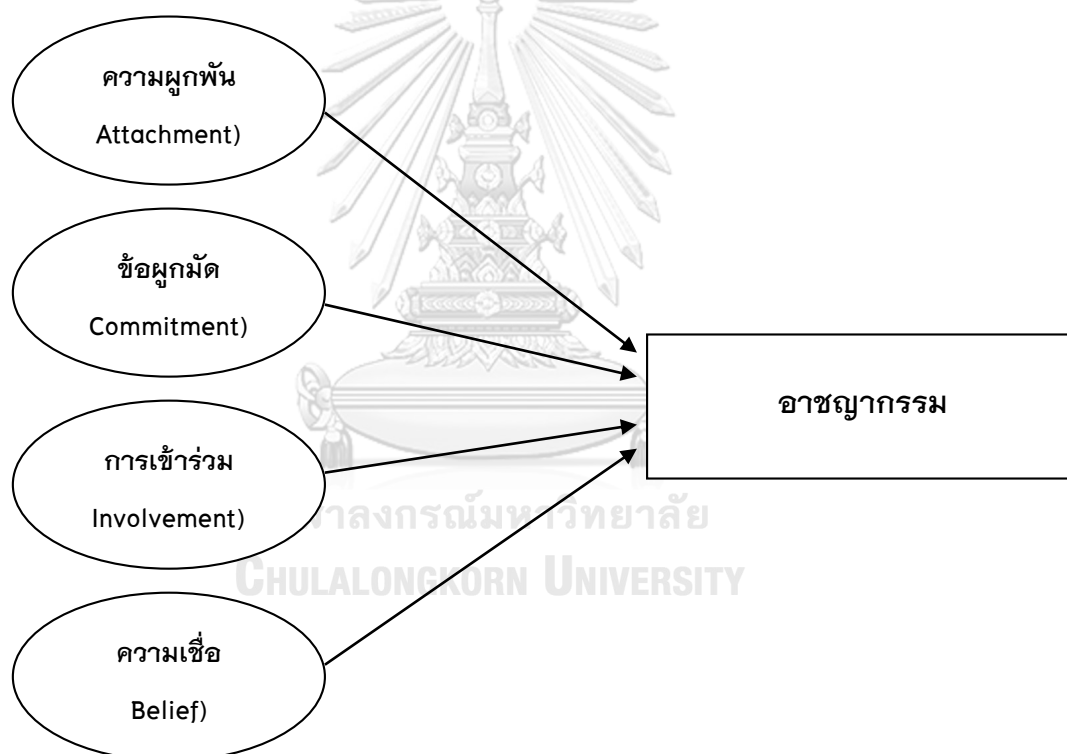 ความผูกพัน
Attachment)
ข้อผูกมัด
Commitment)
การเข้าร่วม
Involvement)
ความเชื่อ
Belief)
อาชญากรรม
าลงกรณ์มหาวิทยาลัย
CHULALONGKORN UNIVERSITY